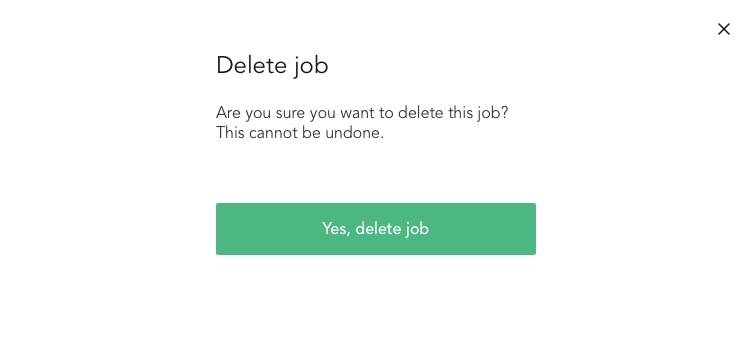 Delete job
Are you sure you want to delete this job?
This cannot be undone.
Yes, delete job